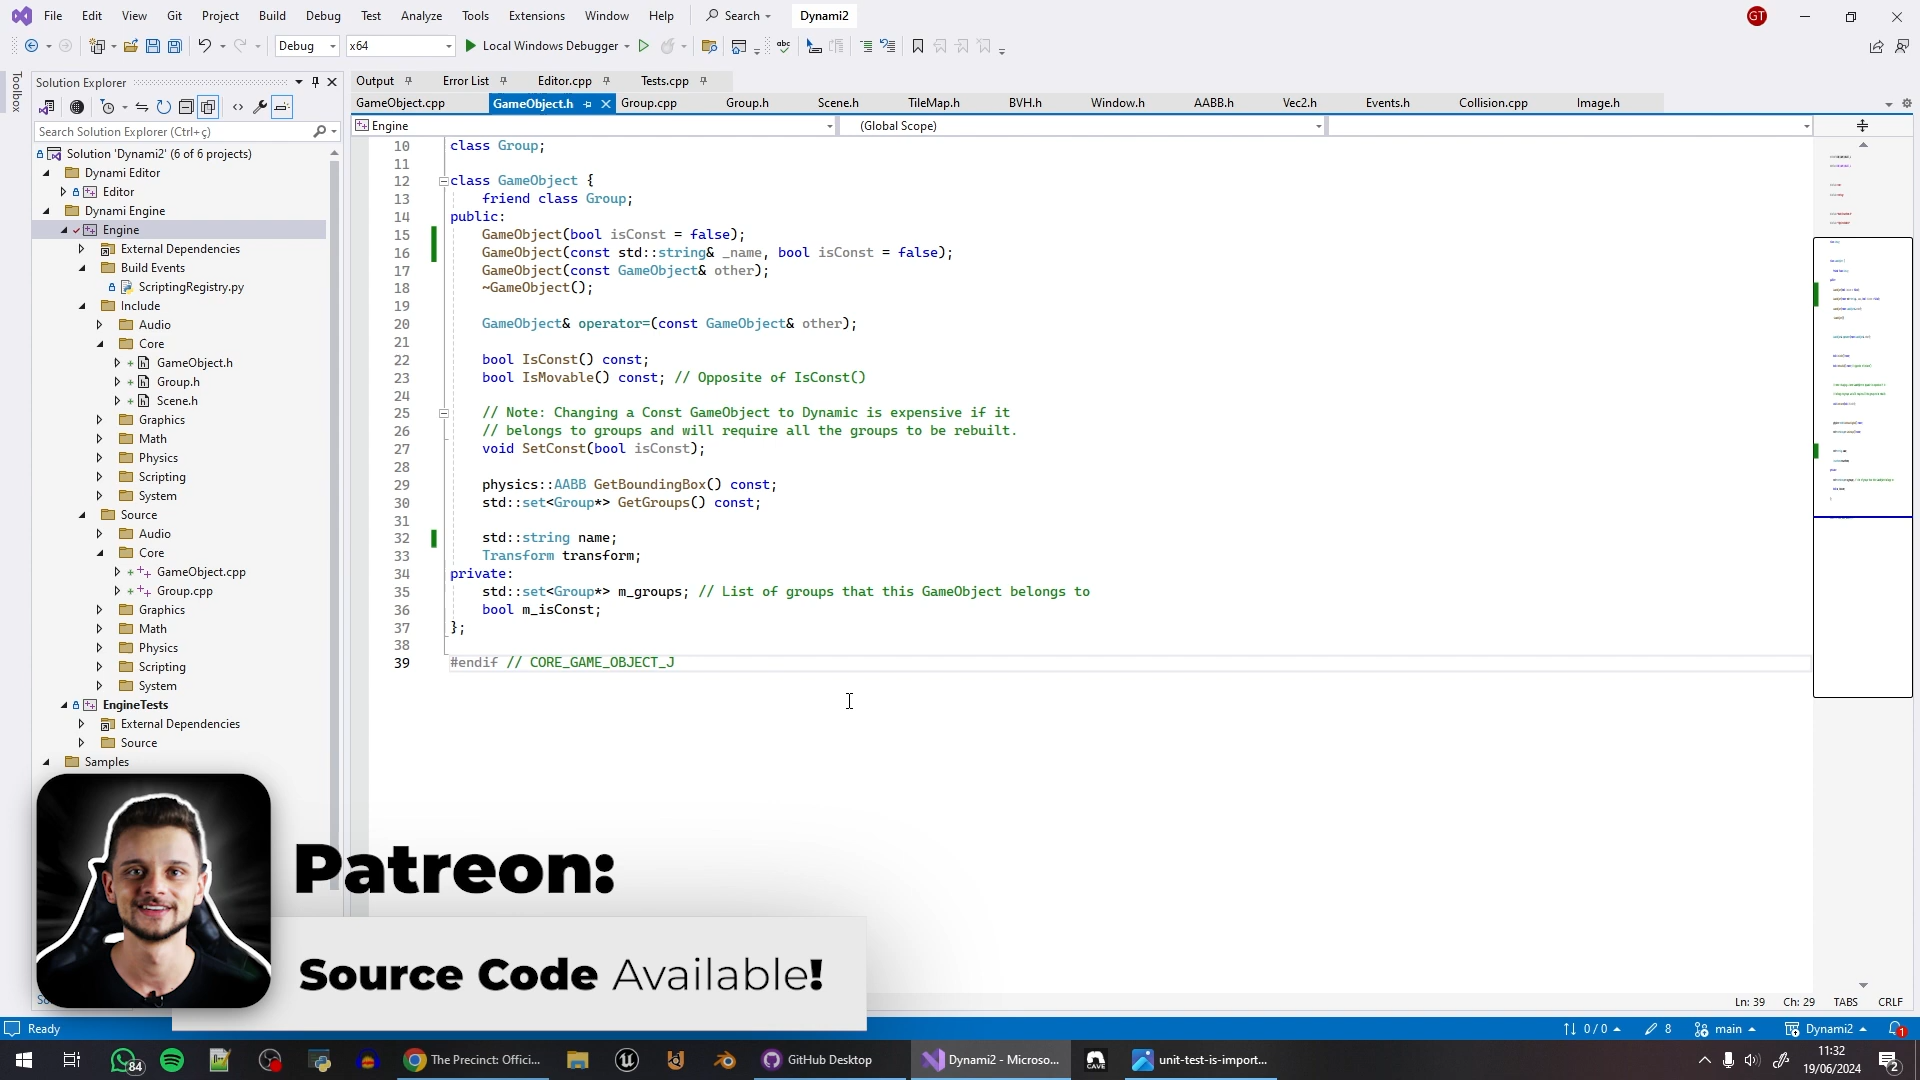 File Edit View Git Project Build Debug Test Analyze Tools Extensions Window Help Search Dynami2 GT
Debug x64 Local Windows Debugger
Toolbox
Solution Explorer
Search Solution Explorer (Ctrl+ç)
Solution 'Dynami2' (6 of 6 projects)
Dynami Editor
Editor
Dynami Engine
Engine
External Dependencies
Build Events
ScriptingRegistry.py
Include
Audio
Core
GameObject.h
Group.h
Scene.h
Graphics
Math
Physics
Scripting
System
Source
Audio
Core
GameObject.cpp
Group.cpp
Graphics
Math
Physics
Scripting
System
EngineTests
External Dependencies
Source
Samples
Output Error List Editor.cpp Tests.cpp
GameObject.cpp GameObject.h Group.cpp Group.h Scene.h TileMap.h BVH.h Window.h AABB.h Vec2.h Events.h Collision.cpp Image.h
Engine (Global Scope)
10 class Group;
11
12 class GameObject {
13 friend class Group;
14 public:
15 GameObject(bool isConst = false);
16 GameObject(const std::string& _name, bool isConst = false);
17 GameObject(const GameObject& other);
18 ~GameObject();
19
20 GameObject& operator=(const GameObject& other);
21
22 bool IsConst() const;
23 bool IsMovable() const; // Opposite of IsConst()
24
25 // Note: Changing a Const GameObject to Dynamic is expensive if it
26 // belongs to groups and will require all the groups to be rebuilt.
27 void SetConst(bool isConst);
28
29 physics::AABB GetBoundingBox() const;
30 std::set<Group*> GetGroups() const;
31
32 std::string name;
33 Transform transform;
34 private:
35 std::set<Group*> m_groups; // List of groups that this GameObject belongs to
36 bool m_isConst;
37 };
38
39 #endif // CORE_GAME_OBJECT_J
Patreon:
Source Code Available!
Ln: 39 Ch: 29 TABS CRLF
Ready 0 / 0 8 main Dynami2 1
84 The Precinct: Offici... GitHub Desktop Dynami2 - Microso... CAVE unit-test-is-import... 11:32
19/06/2024 2